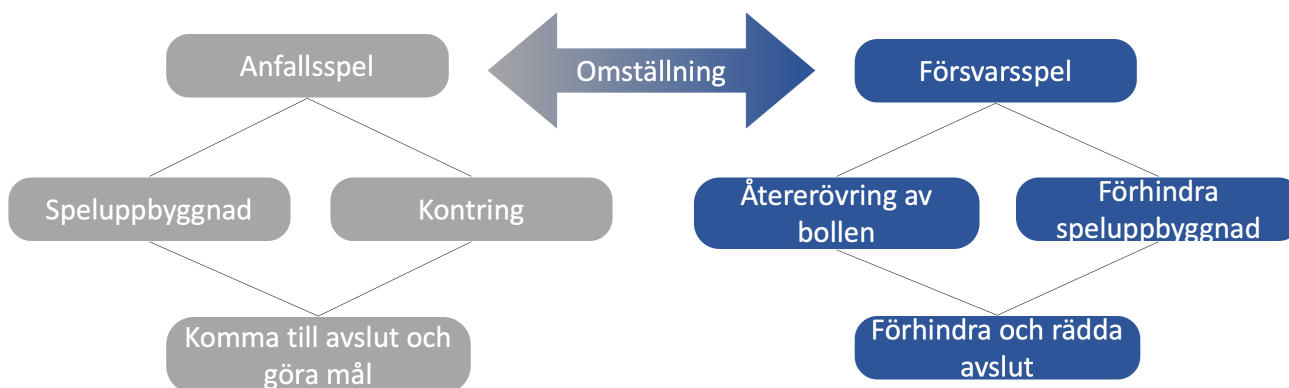 Anfallsspel
Omställning
Försvarsspel
Speluppbyggnad
Kontring
Återerövring av
bollen
Förhindra
speluppbyggnad
Komma till avslut och
göra mål
Förhindra och rädda
avslut